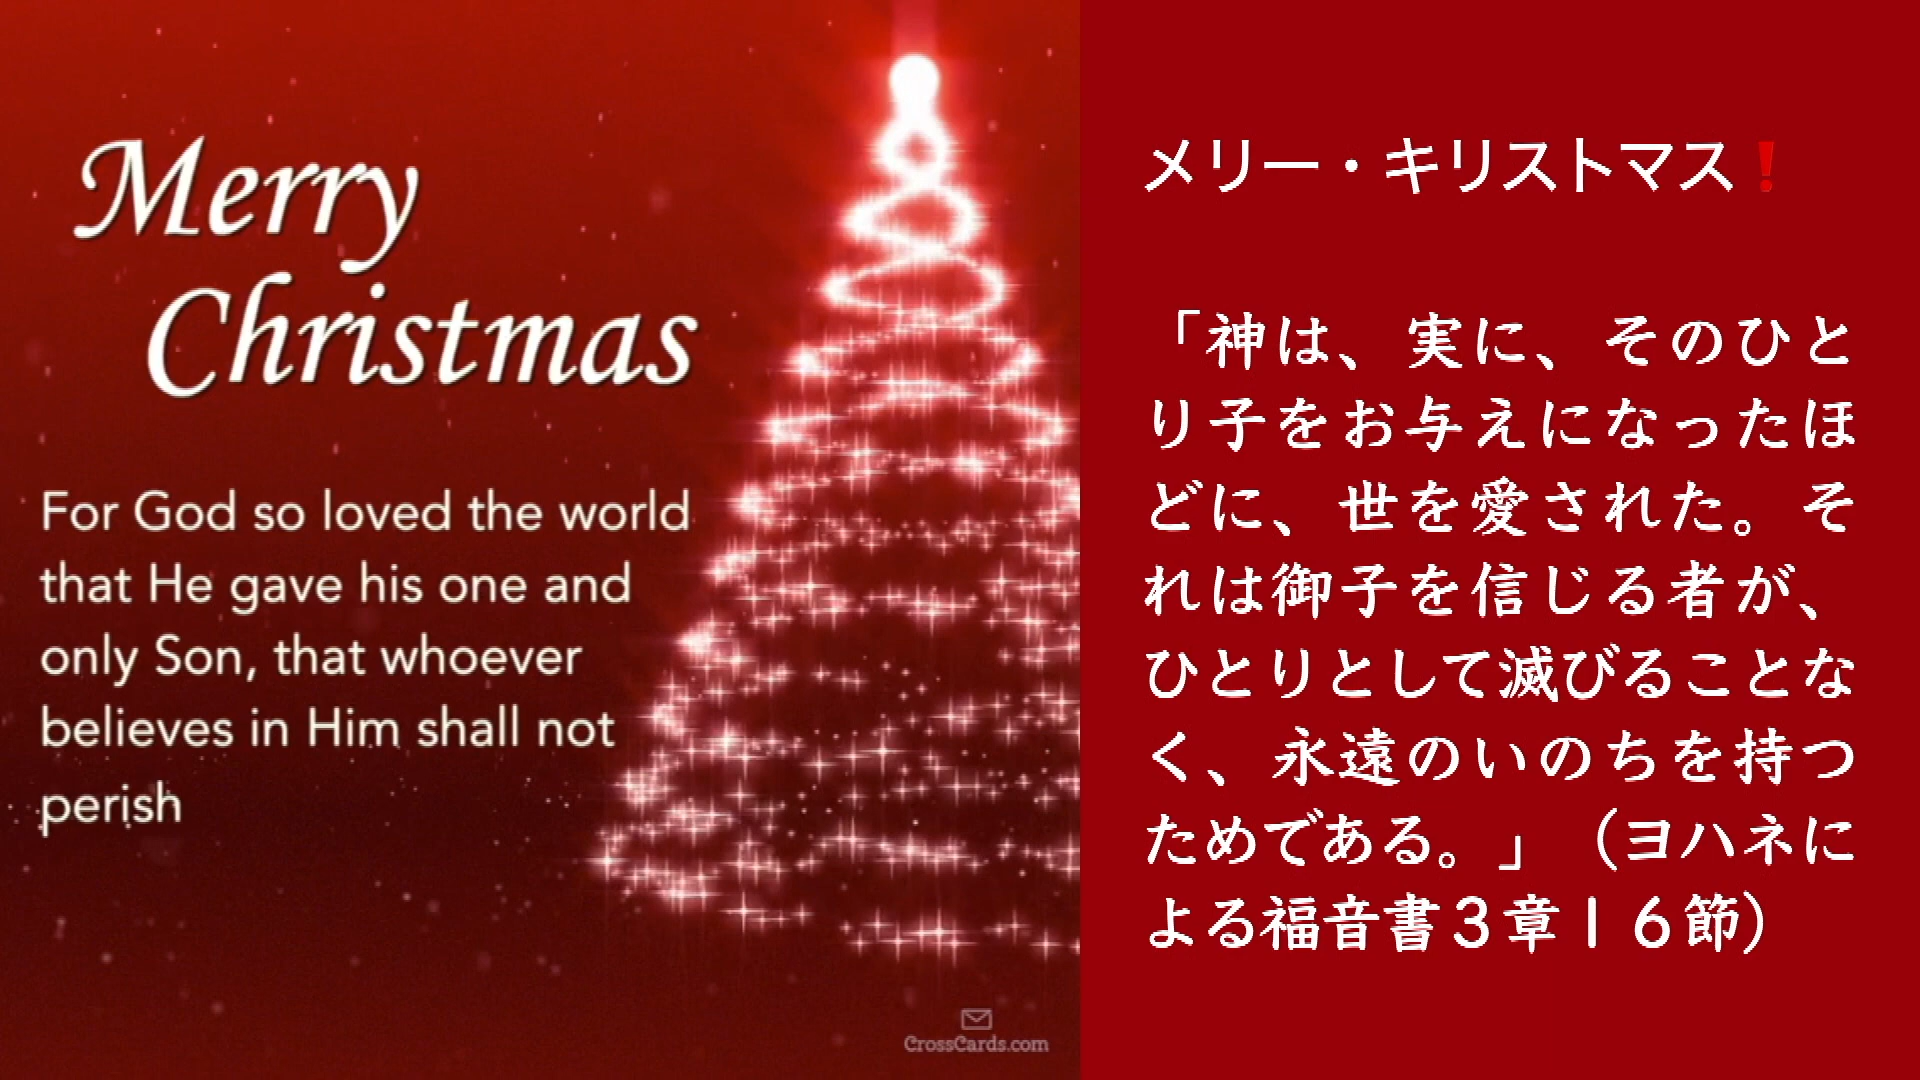 Merry
Christmas
For God so loved the world
that He gave his one and
only Son, that whoever
believes in Him shall not
perish
CrossCards.com
メリー・キリストマス❗
「神は、実に、そのひと
り子をお与えになったほ
どに、世を愛された。そ
れは御子を信じる者が、
ひとりとして滅びることな
く、永遠のいのちを持つ
ためである。」（ヨハネに
よる福音書３章１６節）